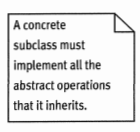 A concrete
subclass must
implement all the
abstract operations
that it inherits.